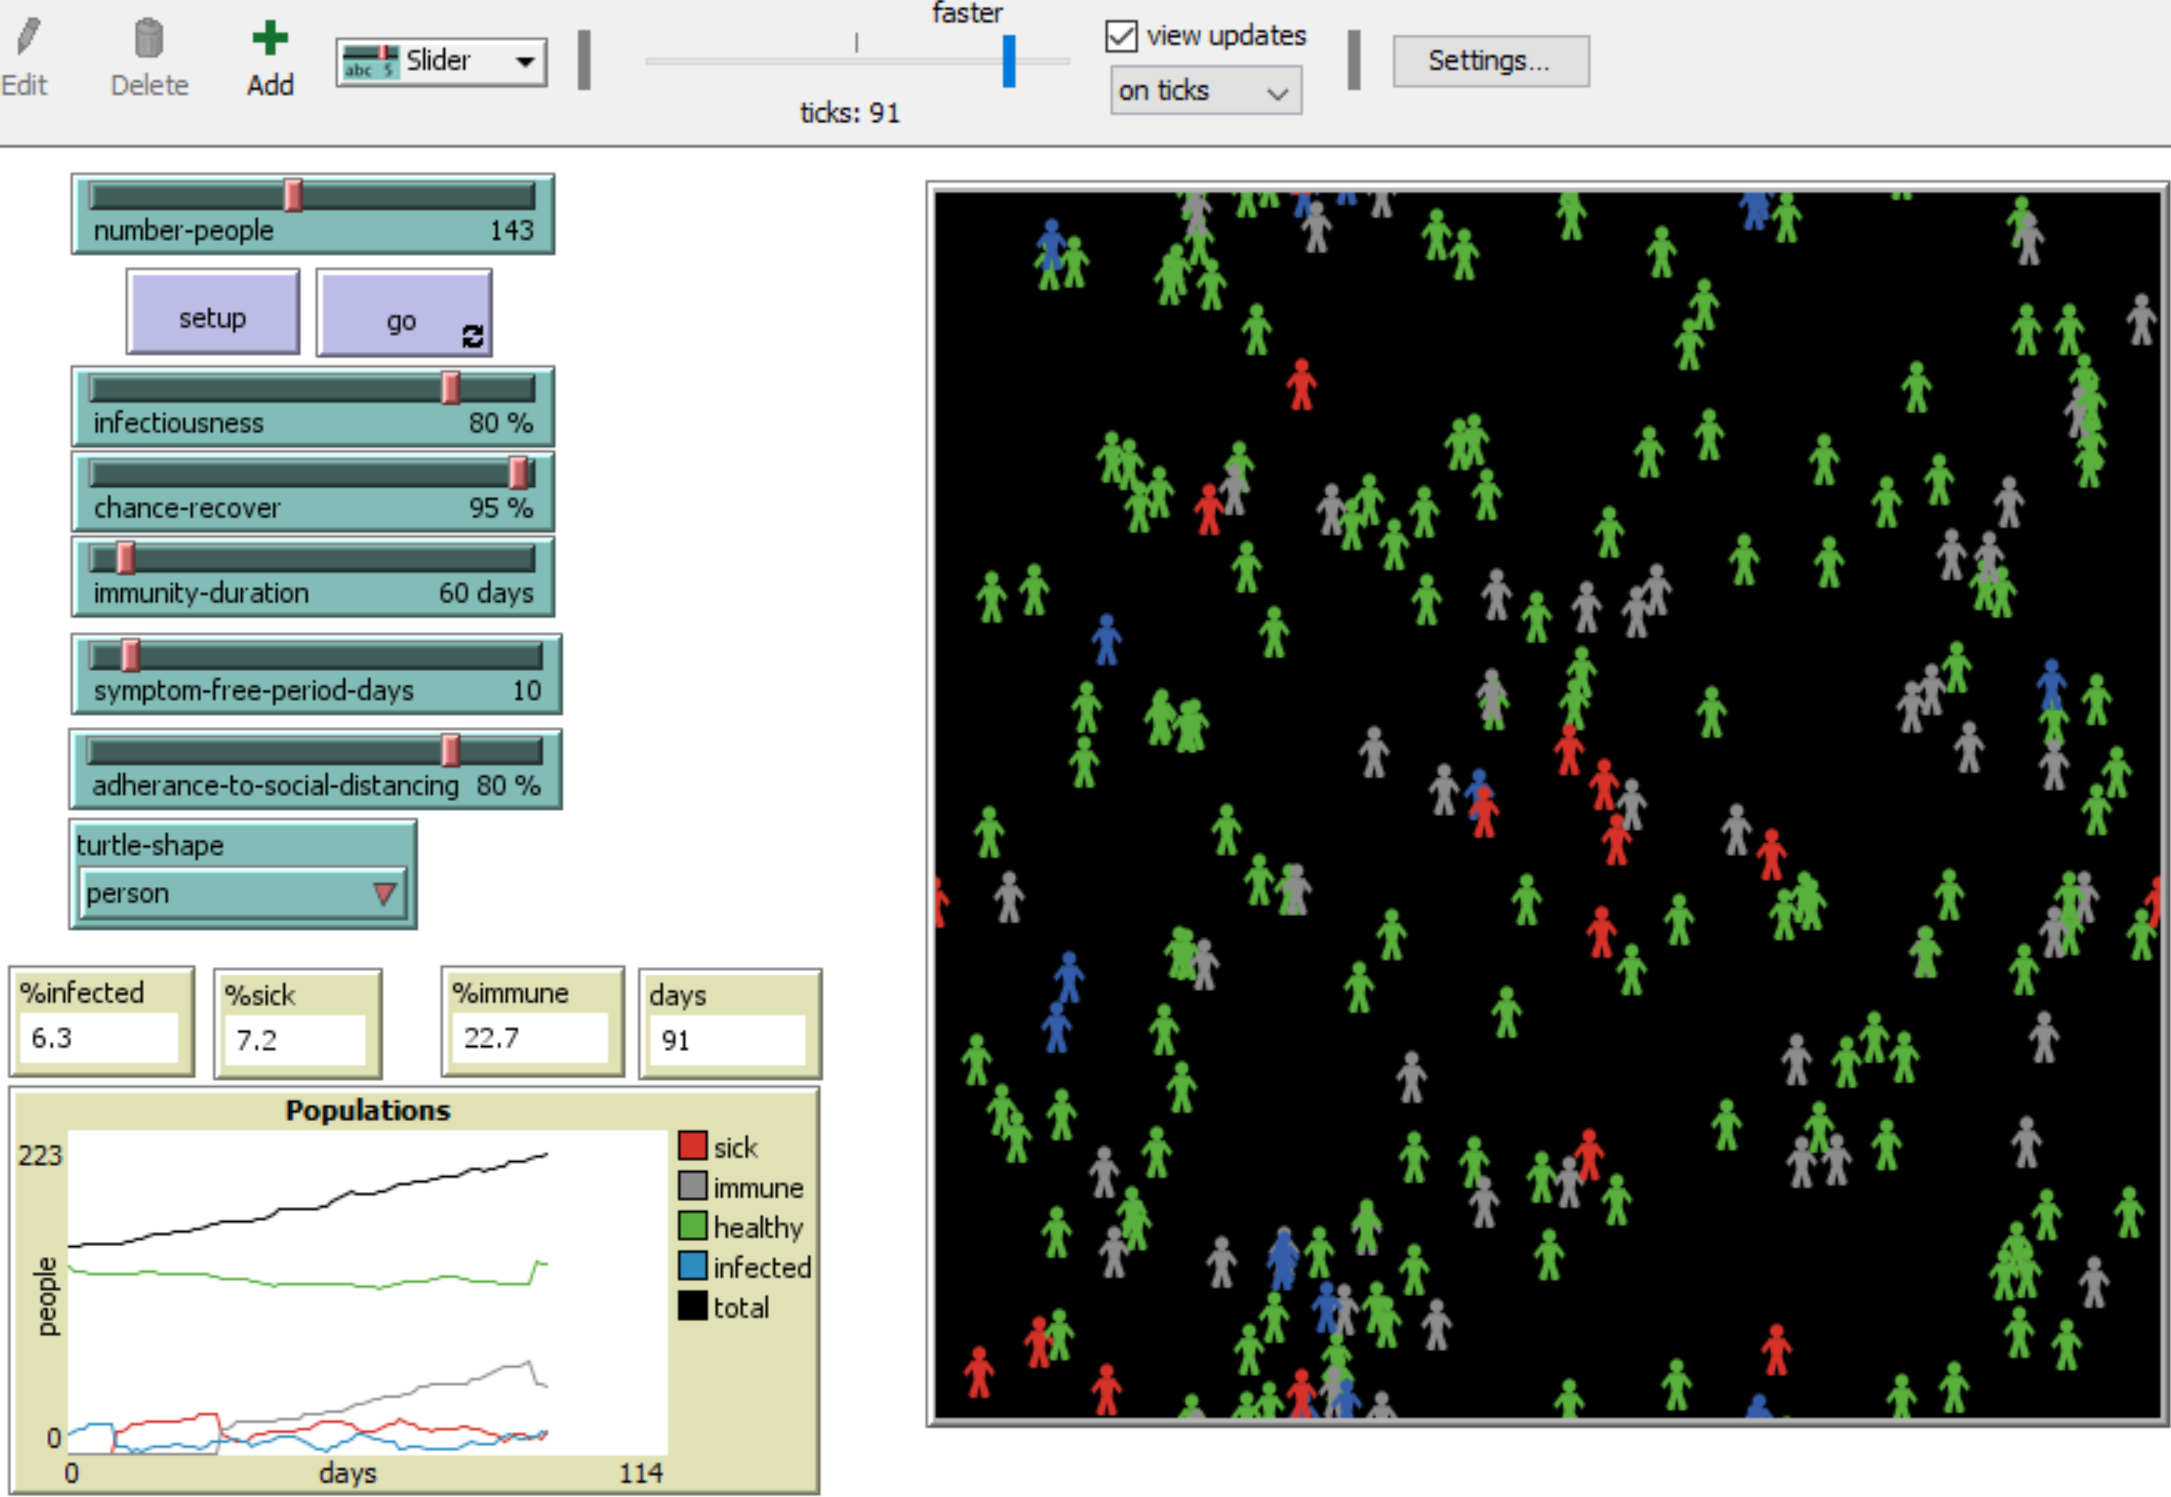 faster
Edit
Delete
Add
abc 5
Slider
ticks: 91
view updates
on ticks
Settings...
number-people 143
setup
go
infectiousness 80 %
chance-recover 95 %
immunity-duration 60 days
symptom-free-period-days 10
adherance-to-social-distancing 80 %
turtle-shape
person
%infected
6.3
%sick
7.2
%immune
22.7
days
91
Populations
223
people
0
0
days
114
sick
immune
healthy
infected
total